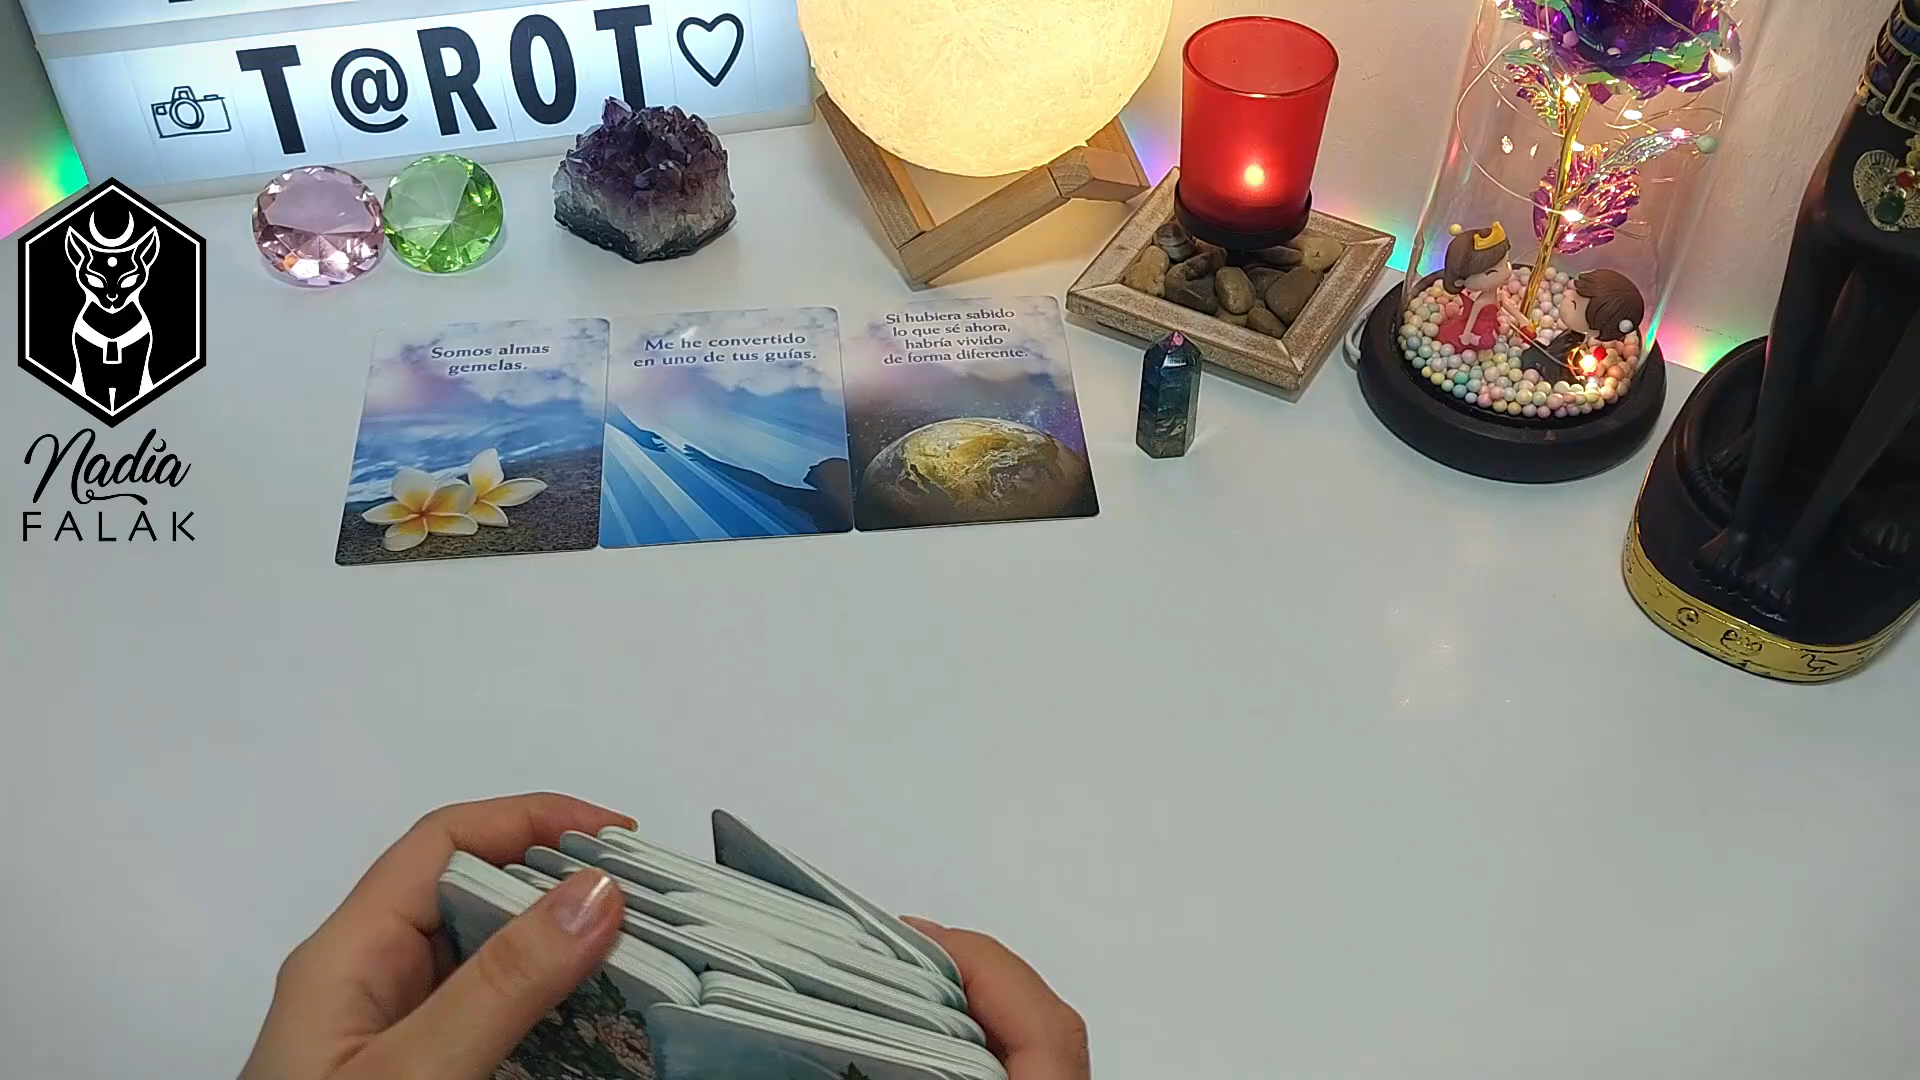 T@ROT♡
Nadia
FALAK
Somos almas
gemelas.
Me he convertido
en uno de tus guías.
Si hubiera sabido
lo que sé ahora,
habría vivido
de forma diferente.